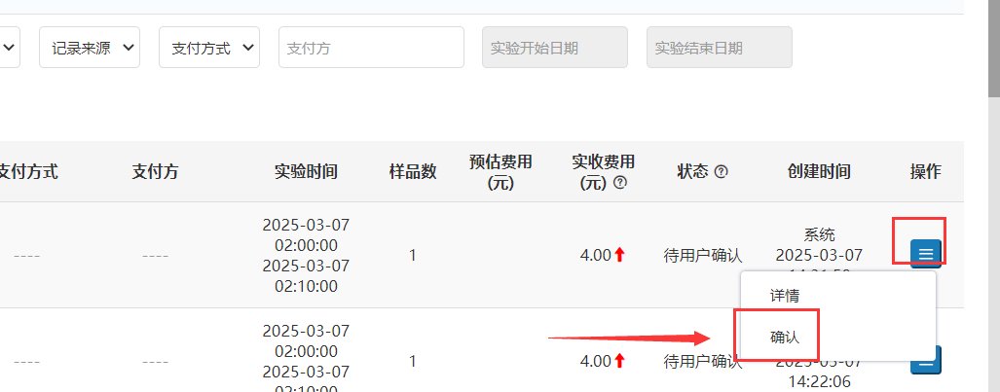 记录来源
支付方式
支付方
实验开始日期
实验结束日期
支付方式
支付方
实验时间
样品数
预估费用
(元)
实收费用
(元)
状态
创建时间
操作
----
----
2025-03-07
02:00:00
2025-03-07
02:10:00
1
4.00
待用户确认
系统
2025-03-07
详情
确认
----
----
2025-03-07
02:00:00
2025-03-07
02:10:00
1
4.00
待用户确认
2025-03-07
14:22:06